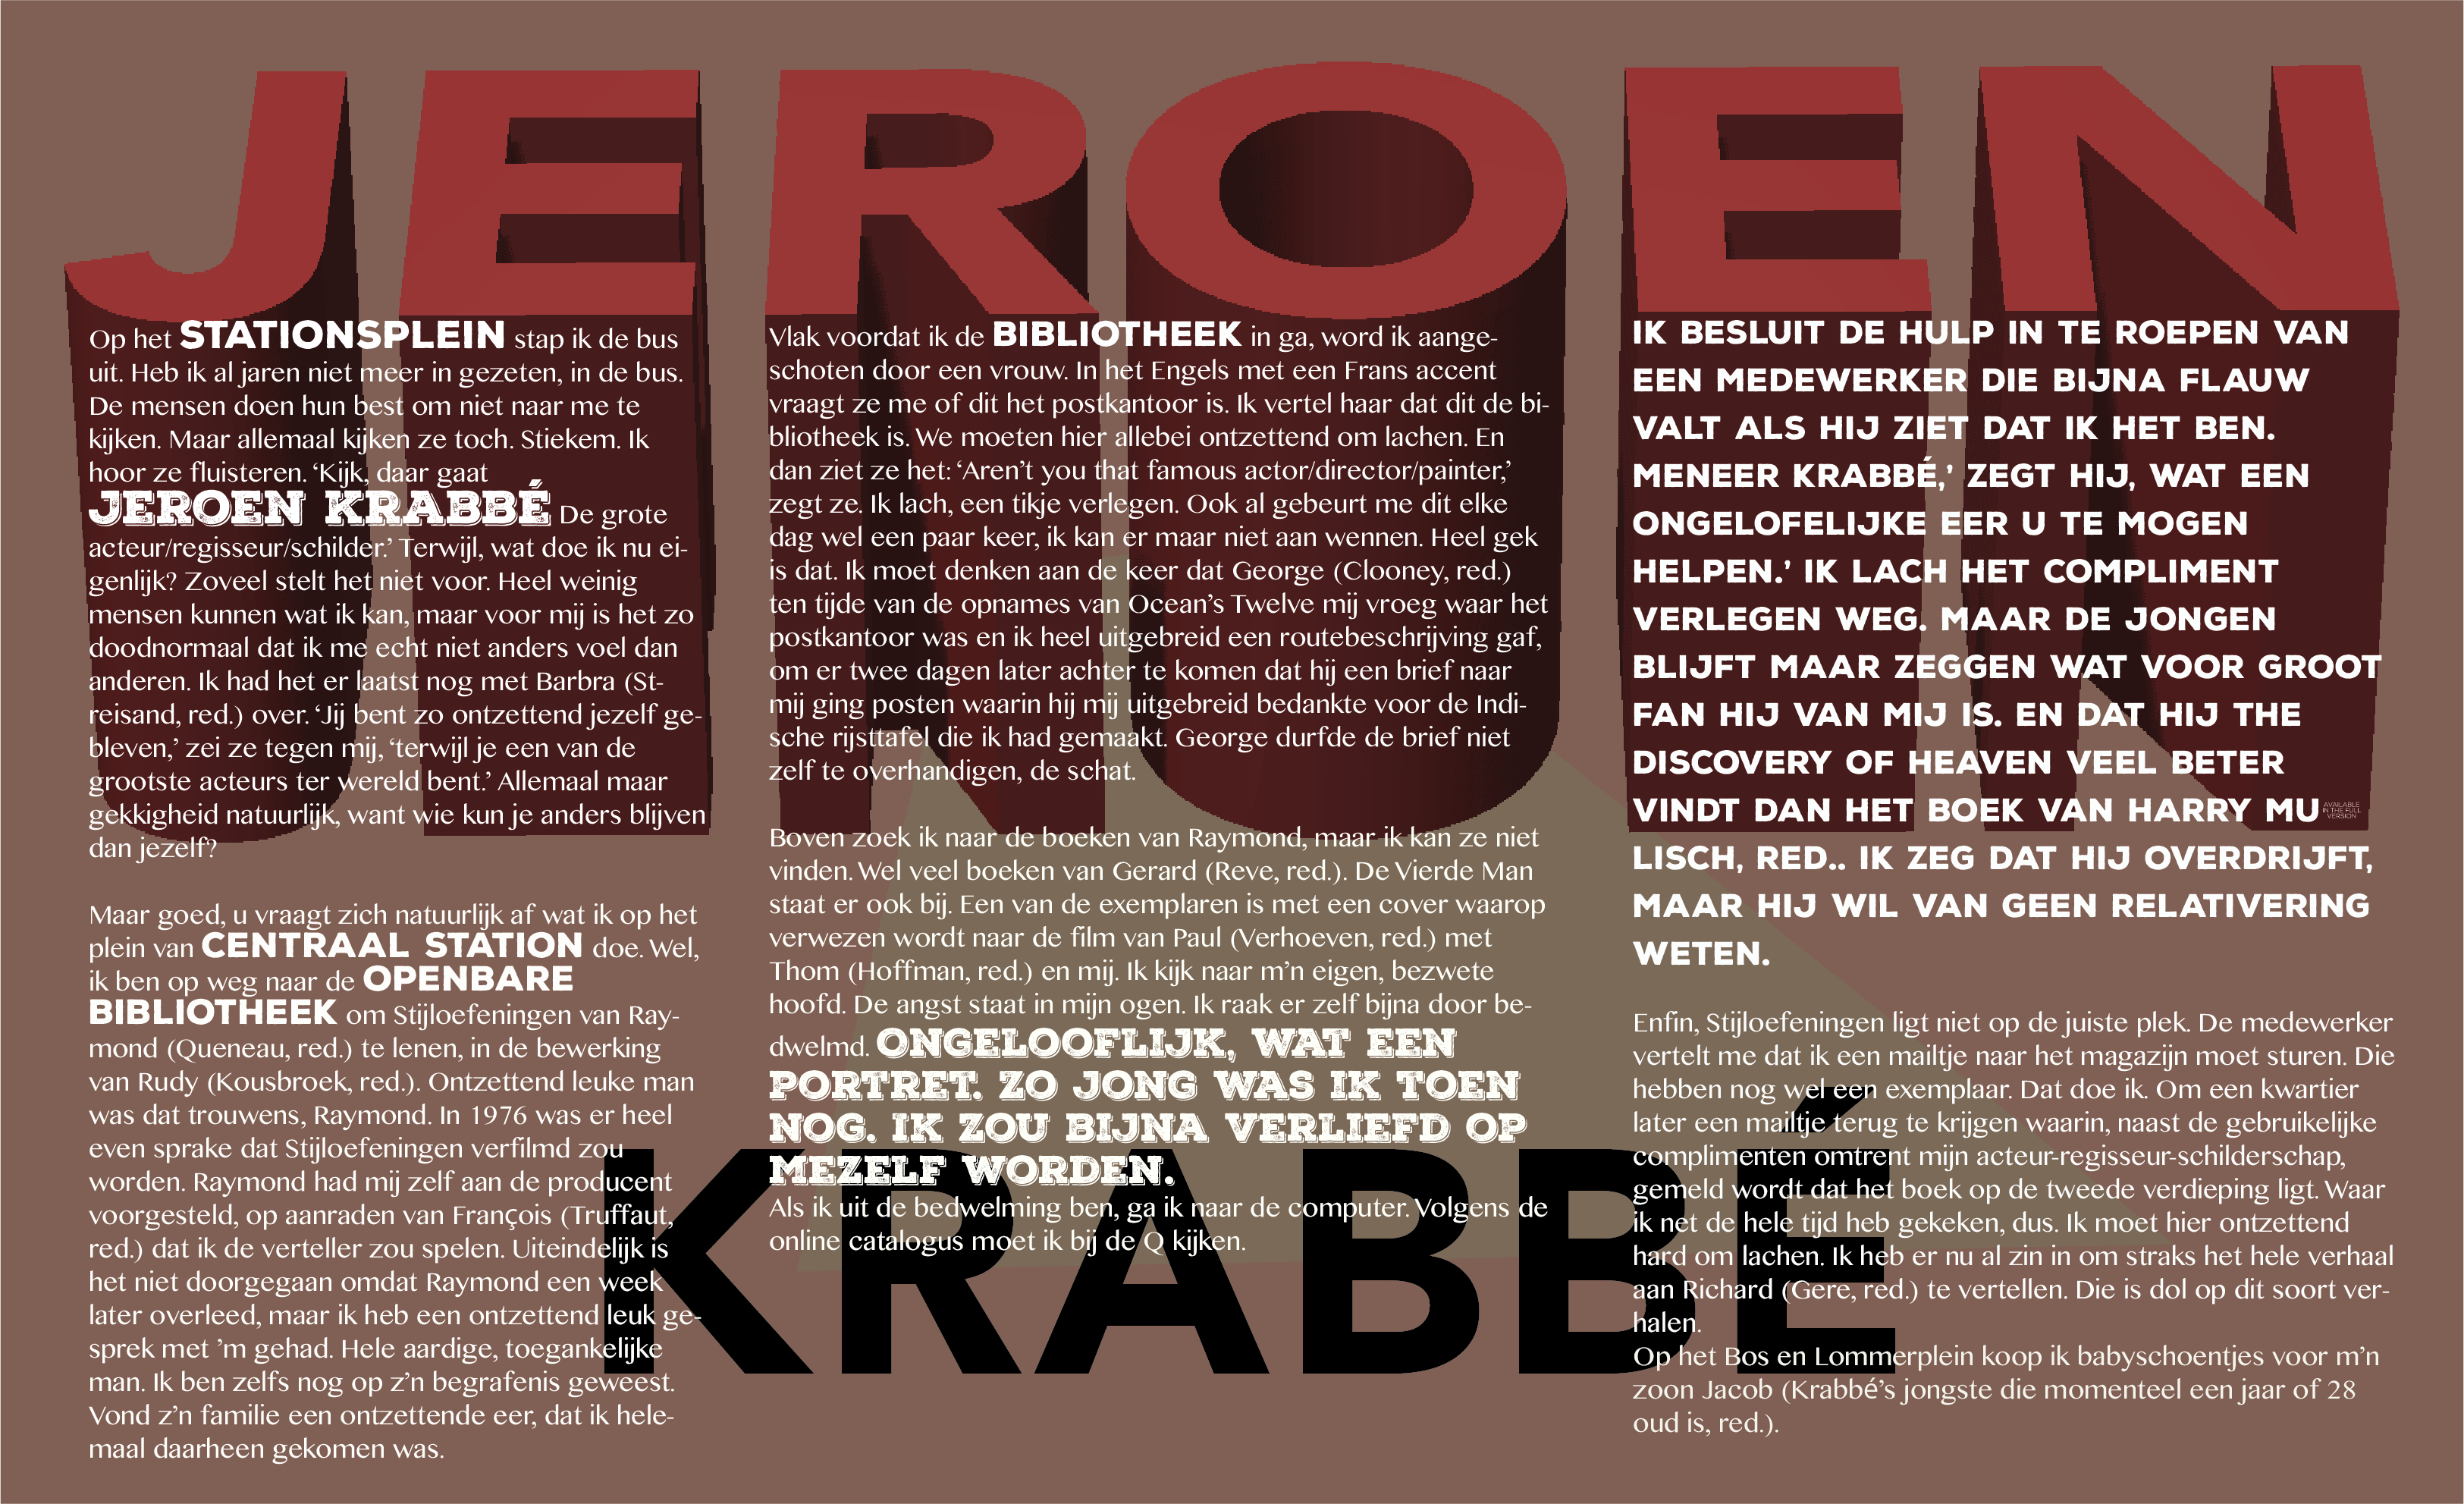 JEROEN
Op het STATIONSPLEIN stap ik de bus
uit. Heb ik al jaren niet meer in gezeten, in de bus.
De mensen doen hun best om niet naar me te
kijken. Maar allemaal kijken ze toch. Stiekem. Ik
hoor ze fluisteren. ‘Kijk, daar gaat
JEROEN KRABBÉ De grote
acteur/regisseur/schilder.’ Terwijl, wat doe ik nu ei-
genlijk? Zoveel stelt het niet voor. Heel weinig
mensen kunnen wat ik kan, maar voor mij is het zo
doodnormaal dat ik me echt niet anders voel dan
anderen. Ik had het er laatst nog met Barbra (St-
reisand, red.) over. ‘Jij bent zo ontzettend jezelf ge-
bleven,’ zei ze tegen mij, ‘terwijl je een van de
grootste acteurs ter wereld bent.’ Allemaal maar
gekkigheid natuurlijk, want wie kun je anders blijven
dan jezelf?
Maar goed, u vraagt zich natuurlijk af wat ik op het
plein van CENTRAAL STATION doe. Wel,
ik ben op weg naar de OPENBARE
BIBLIOTHEEK om Stijloefeningen van Ray-
mond (Queneau, red.) te lenen, in de bewerking
van Rudy (Kousbroek, red.). Ontzettend leuke man
was dat trouwens, Raymond. In 1976 was er heel
even sprake dat Stijloefeningen verfilmd zou
worden. Raymond had mij zelf aan de producent
voorgesteld, op aanraden van François (Truffaut,
red.) dat ik de verteller zou spelen. Uiteindelijk is
het niet doorgegaan omdat Raymond een week
later overleed, maar ik heb een ontzettend leuk ge-
sprek met ’m gehad. Hele aardige, toegankelijke
man. Ik ben zelfs nog op z’n begrafenis geweest.
Vond z’n familie een ontzettende eer, dat ik hele-
maal daarheen gekomen was.
Vlak voordat ik de BIBLIOTHEEK in ga, word ik aange-
schoten door een vrouw. In het Engels met een Frans accent
vraagt ze me of dit het postkantoor is. Ik vertel haar dat dit de bi-
bliotheek is. We moeten hier allebei ontzettend om lachen. En
dan ziet ze het: ‘Aren’t you that famous actor/director/painter,’
zegt ze. Ik lach, een tikje verlegen. Ook al gebeurt me dit elke
dag wel een paar keer, ik kan er maar niet aan wennen. Heel gek
is dat. Ik moet denken aan de keer dat George (Clooney, red.)
ten tijde van de opnames van Ocean’s Twelve mij vroeg waar het
postkantoor was en ik heel uitgebreid een routebeschrijving gaf,
om er twee dagen later achter te komen dat hij een brief naar
mij ging posten waarin hij mij uitgebreid bedankte voor de Indi-
sche rijsttafel die ik had gemaakt. George durfde de brief niet
zelf te overhandigen, de schat.
Boven zoek ik naar de boeken van Raymond, maar ik kan ze niet
vinden. Wel veel boeken van Gerard (Reve, red.). De Vierde Man
staat er ook bij. Een van de exemplaren is met een cover waarop
verwezen wordt naar de film van Paul (Verhoeven, red.) met
Thom (Hoffman, red.) en mij. Ik kijk naar m’n eigen, bezwete
hoofd. De angst staat in mijn ogen. Ik raak er zelf bijna door be-
dwelmd. ONGELOOFLIJK, WAT EEN
PORTRET. ZO JONG WAS IK TOEN
NOG. IK ZOU BIJNA VERLIEFD OP
MEZELF WORDEN.
Als ik uit de bedwelming ben, ga ik naar de computer. Volgens de
online catalogus moet ik bij de Q kijken.
IK BESLUIT DE HULP IN TE ROEPEN VAN
EEN MEDEWERKER DIE BIJNA FLAUW
VALT ALS HIJ ZIET DAT IK HET BEN.
MENEER KRABBÉ,’ ZEGT HIJ, WAT EEN
ONGELOFELIJKE EER U TE MOGEN
HELPEN.’ IK LACH HET COMPLIMENT
VERLEGEN WEG. MAAR DE JONGEN
BLIJFT MAAR ZEGGEN WAT VOOR GROOT
FAN HIJ VAN MIJ IS. EN DAT HIJ THE
DISCOVERY OF HEAVEN VEEL BETER
VINDT DAN HET BOEK VAN HARRY MU
AVAILABLE
IN THE FULL
VERSION
LISCH, RED.. IK ZEG DAT HIJ OVERDRIJFT,
MAAR HIJ WIL VAN GEEN RELATIVERING
WETEN.
Enfin, Stijloefeningen ligt niet op de juiste plek. De medewerker
vertelt me dat ik een mailtje naar het magazijn moet sturen. Die
hebben nog wel een exemplaar. Dat doe ik. Om een kwartier
later een mailtje terug te krijgen waarin, naast de gebruikelijke
complimenten omtrent mijn acteur-regisseur-schilderschap,
gemeld wordt dat het boek op de tweede verdieping ligt. Waar
ik net de hele tijd heb gekeken, dus. Ik moet hier ontzettend
hard om lachen. Ik heb er nu al zin in om straks het hele verhaal
aan Richard (Gere, red.) te vertellen. Die is dol op dit soort ver-
halen.
Op het Bos en Lommerplein koop ik babyschoentjes voor m’n
zoon Jacob (Krabbé’s jongste die momenteel een jaar of 28
oud is, red.).
KRABBÉ